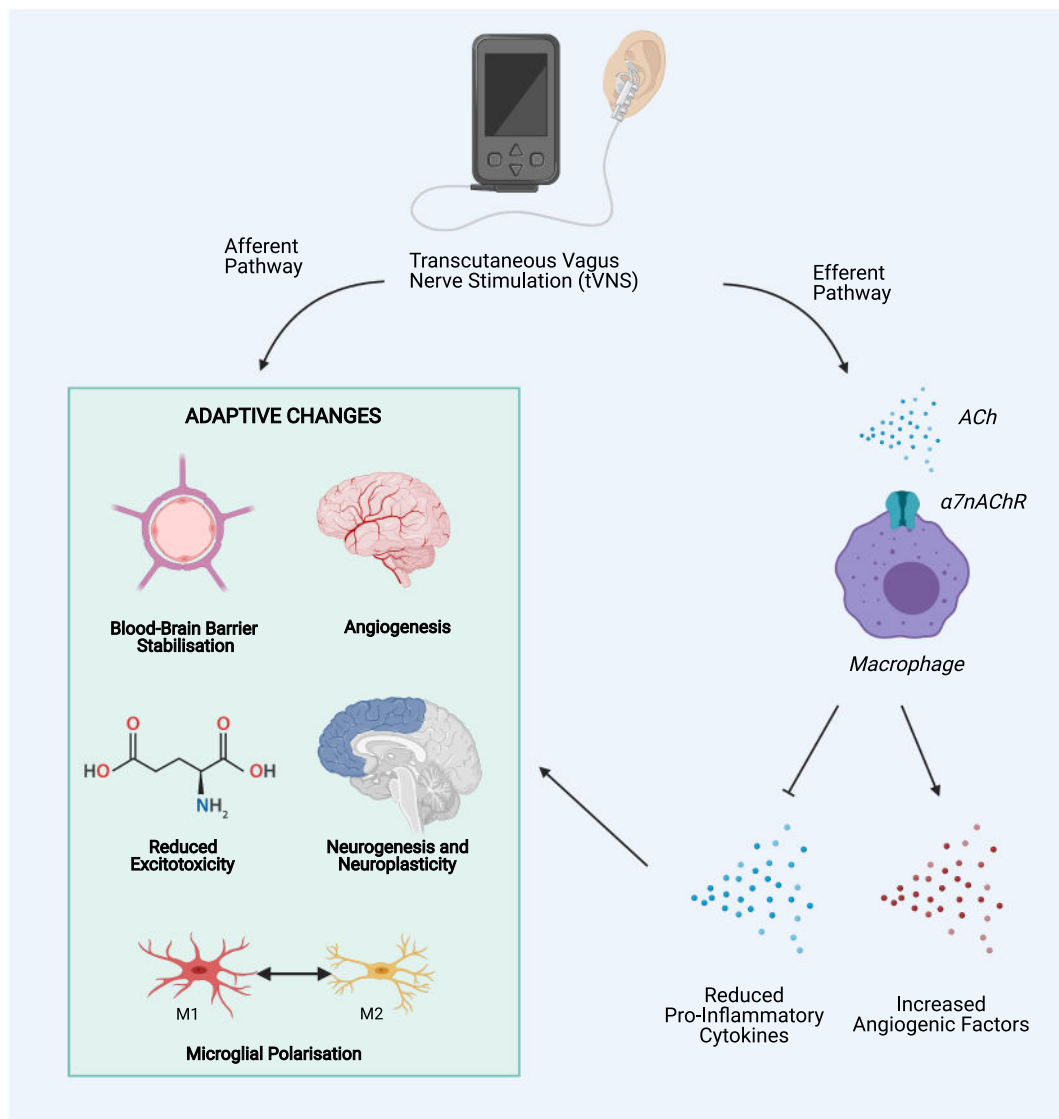 Afferent
Pathway
Transcutaneous Vagus
Nerve Stimulation (tVNS)
Efferent
Pathway
ADAPTIVE CHANGES
Blood-Brain Barrier
Stabilisation
Angiogenesis
O
O
HO
OH
NH₂
Reduced
Excitotoxicity
Neurogenesis and
Neuroplasticity
M1
M2
Microglial Polarisation
ACh
α7nAChR
Macrophage
Reduced
Pro-Inflammatory
Cytokines
Increased
Angiogenic Factors